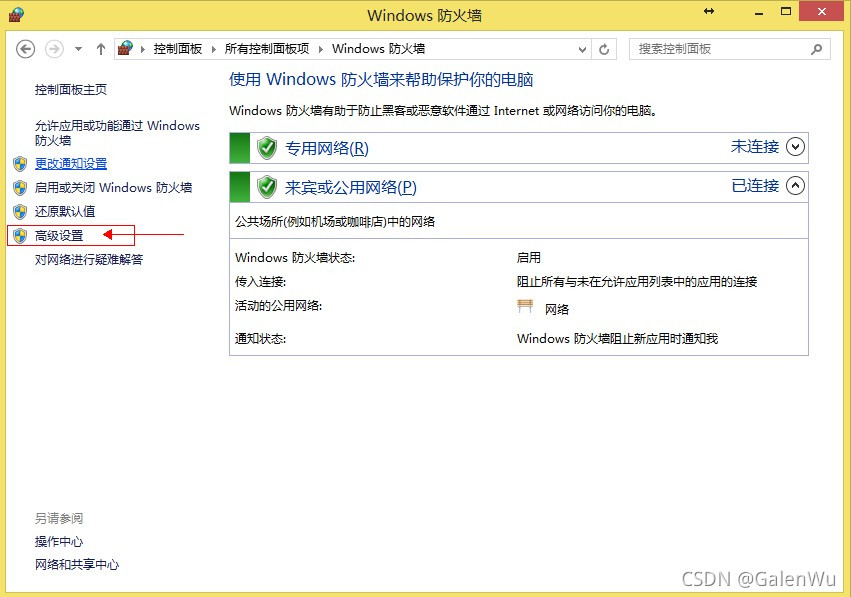 Windows 防火墙
控制面板 所有控制面板项 Windows 防火墙
搜索控制面板
控制面板主页
允许应用或功能通过 Windows
防火墙
更改通知设置
启用或关闭 Windows 防火墙
还原默认值
高级设置
对网络进行疑难解答
另请参阅
操作中心
网络和共享中心
使用 Windows 防火墙来帮助保护你的电脑
Windows 防火墙有助于防止黑客或恶意软件通过 Internet 或网络访问你的电脑。
专用网络(R) 未连接
来宾或公用网络(P) 已连接
公共场所(例如机场或咖啡店)中的网络
Windows 防火墙状态: 启用
传入连接: 阻止所有与未在允许应用列表中的应用的连接
活动的公用网络: 网络
通知状态: Windows 防火墙阻止新应用时通知我
CSDN @GalenWu